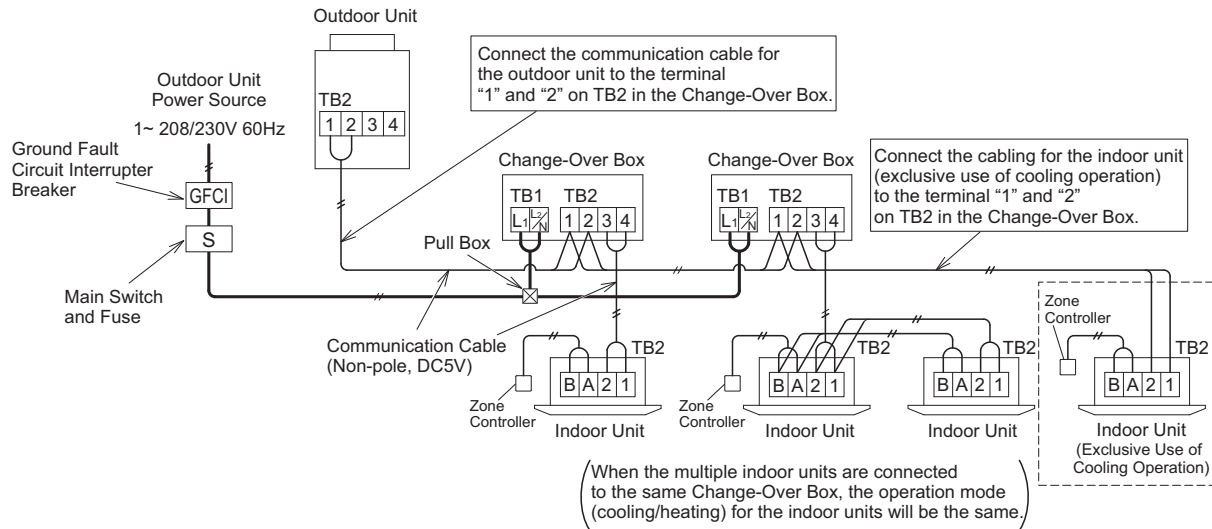 Outdoor Unit
TB2
1 2 3 4
Connect the communication cable for
the outdoor unit to the terminal
“1” and “2” on TB2 in the Change-Over Box.
Outdoor Unit
Power Source
1~ 208/230V 60Hz
Ground Fault
Circuit Interrupter
Breaker
GFCI
S
Main Switch
and Fuse
Change-Over Box
TB1 TB2
L1 L2/N 1 2 3 4
Change-Over Box
TB1 TB2
L1 L2/N 1 2 3 4
Connect the cabling for the indoor unit
(exclusive use of cooling operation)
to the terminal “1” and “2”
on TB2 in the Change-Over Box.
Pull Box
Communication Cable
(Non-pole, DC5V)
Zone
Controller
TB2
B A 2 1
Indoor Unit
Zone
Controller
TB2
B A 2 1
Indoor Unit
TB2
B A 2 1
Indoor Unit
Zone
Controller
TB2
B A 2 1
Indoor Unit
(Exclusive Use of
Cooling Operation)
(When the multiple indoor units are connected
to the same Change-Over Box, the operation mode
(cooling/heating) for the indoor units will be the same.)